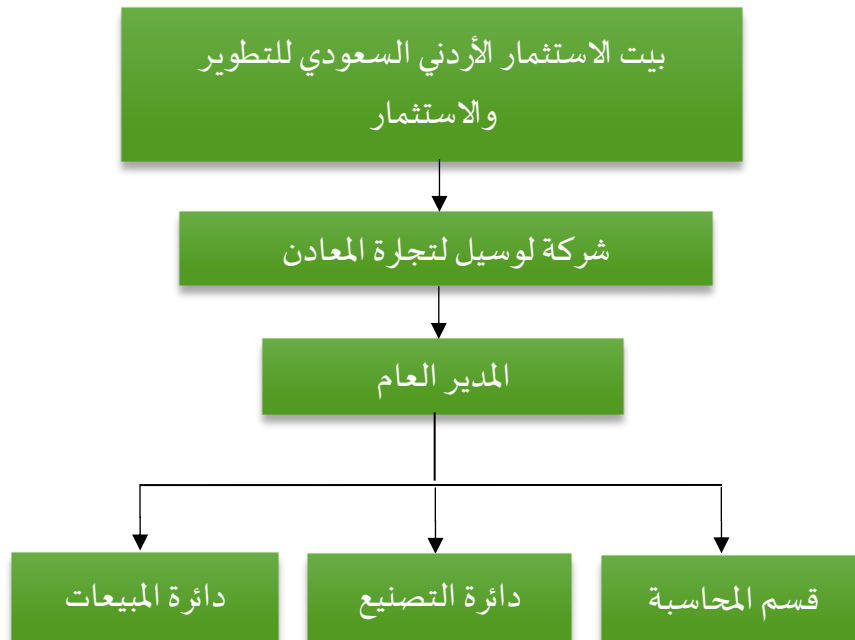 بيت الاستثمار الأردني السعودي للتطوير
والاستثمار
شركة لوسيل لتجارة المعادن
المدير العام
قسم المحاسبة
دائرة التصنيع
دائرة المبيعات